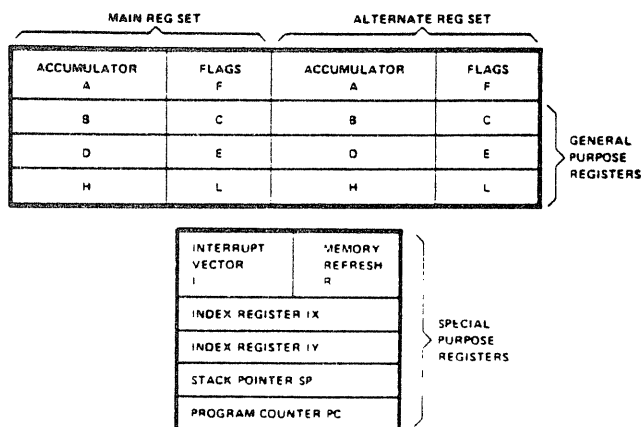 MAIN REG SET ALTERNATE REG SET
ACCUMULATOR FLAGS ACCUMULATOR FLAGS
A F A F
B C B C
D E D E
H L H L
GENERAL
PURPOSE
REGISTERS
INTERRUPT MEMORY
VECTOR REFRESH
I R
INDEX REGISTER IX
INDEX REGISTER IY
STACK POINTER SP
PROGRAM COUNTER PC
SPECIAL
PURPOSE
REGISTERS